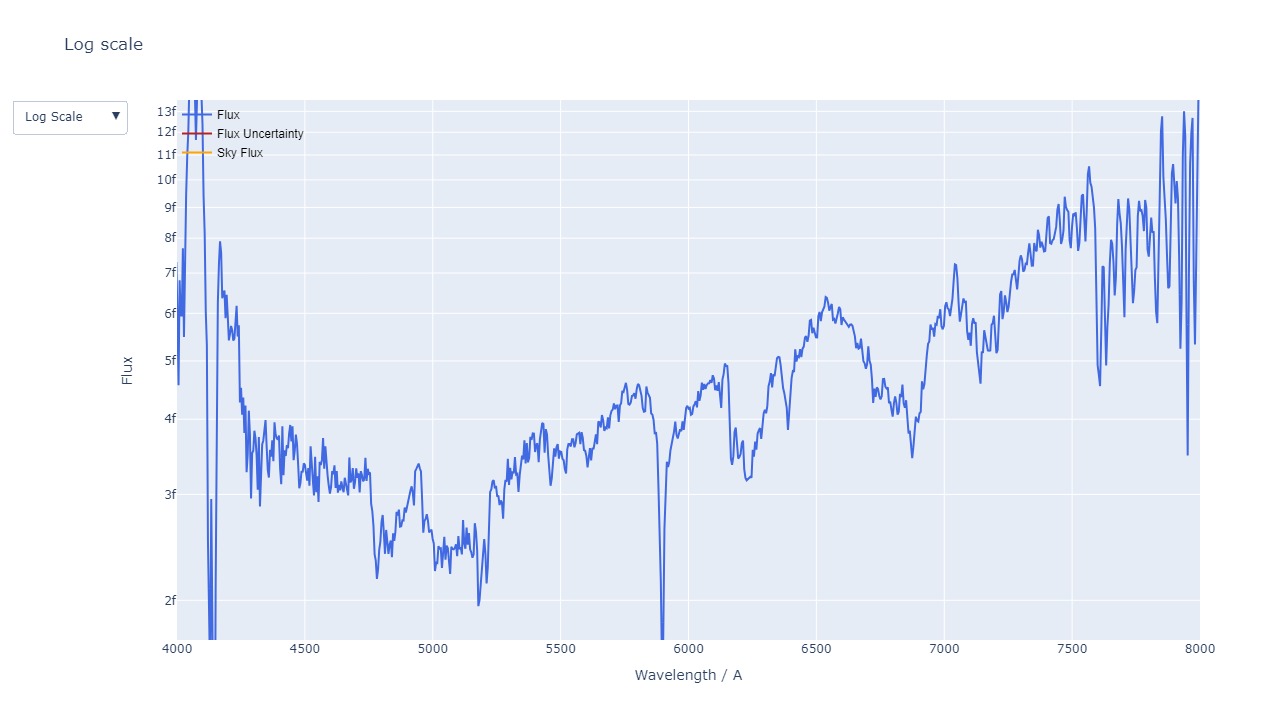 Log scale
Log Scale ▼
Flux
Flux Uncertainty
Sky Flux
13f
12f
11f
10f
9f
8f
7f
6f
5f
4f
3f
2f
Flux
4000 4500 5000 5500 6000 6500 7000 7500 8000
Wavelength / A